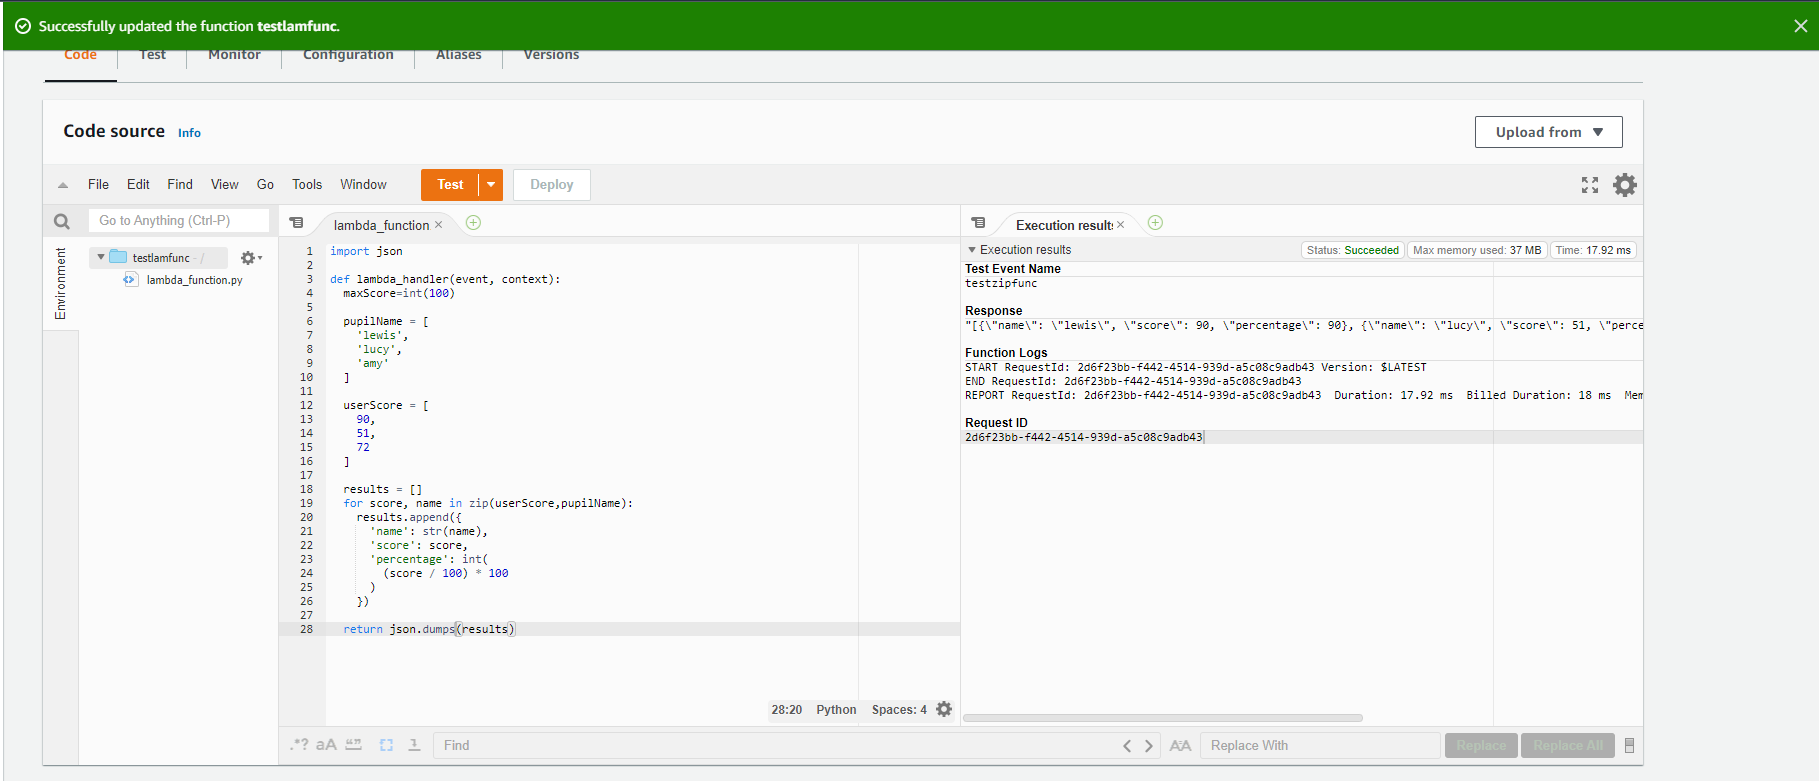 Successfully updated the function testlamfunc.
Code Test Monitor Configuration Aliases Versions
Code source Info
Upload from
File Edit Find View Go Tools Window Test Deploy
Go to Anything (Ctrl-P)
Environment
testlamfunc - /
lambda_function.py
lambda_function
1 import json
2
3 def lambda_handler(event, context):
4 maxScore=int(100)
5
6 pupilName = [
7 'lewis',
8 'lucy',
9 'amy'
10 ]
11
12 userScore = [
13 90,
14 51,
15 72
16 ]
17
18 results = []
19 for score, name in zip(userScore,pupilName):
20 results.append({
21 'name': str(name),
22 'score': score,
23 'percentage': int(
24 (score / 100) * 100
25 )
26 })
27
28 return json.dumps(results)
28:20 Python Spaces: 4
Execution result
Execution results
Status: Succeeded Max memory used: 37 MB Time: 17.92 ms
Test Event Name
testzipfunc
Response
"[{\"name\": \"lewis\", \"score\": 90, \"percentage\": 90}, {\"name\": \"lucy\", \"score\": 51, \"perce
Function Logs
START RequestId: 2d6f23bb-f442-4514-939d-a5c08c9adb43 Version: $LATEST
END RequestId: 2d6f23bb-f442-4514-939d-a5c08c9adb43
REPORT RequestId: 2d6f23bb-f442-4514-939d-a5c08c9adb43 Duration: 17.92 ms Billed Duration: 18 ms Mem
Request ID
2d6f23bb-f442-4514-939d-a5c08c9adb43
.*? aA "" Find AA Replace With Replace Replace All